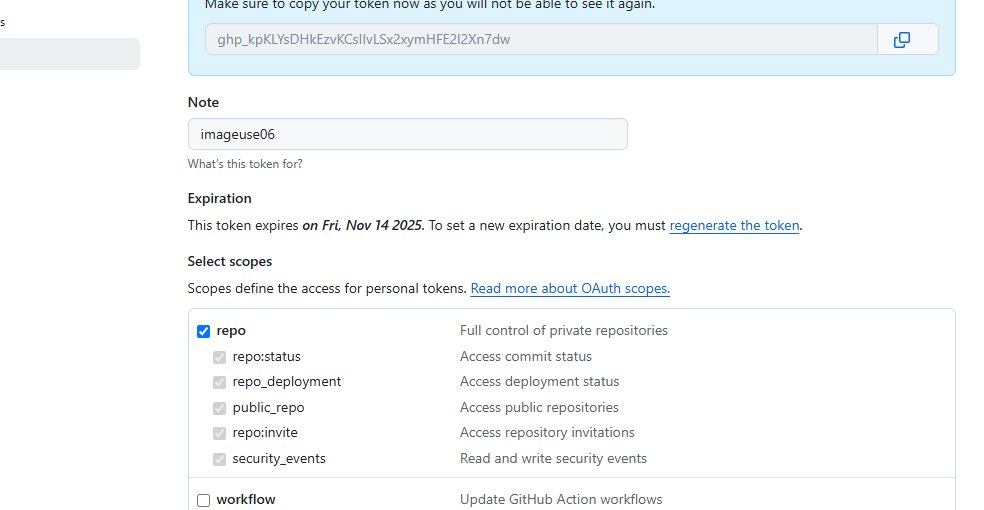 Make sure to copy your token now as you will not be able to see it again.
s
ghp_kpKLYsDHkEzvKCsIlvLSx2xymHFE2I2Xn7dw
Note
imageuse06
What's this token for?
Expiration
This token expires on Fri, Nov 14 2025. To set a new expiration date, you must regenerate the token.
Select scopes
Scopes define the access for personal tokens. Read more about OAuth scopes.
repo Full control of private repositories
repo:status Access commit status
repo_deployment Access deployment status
public_repo Access public repositories
repo:invite Access repository invitations
security_events Read and write security events
workflow Update GitHub Action workflows